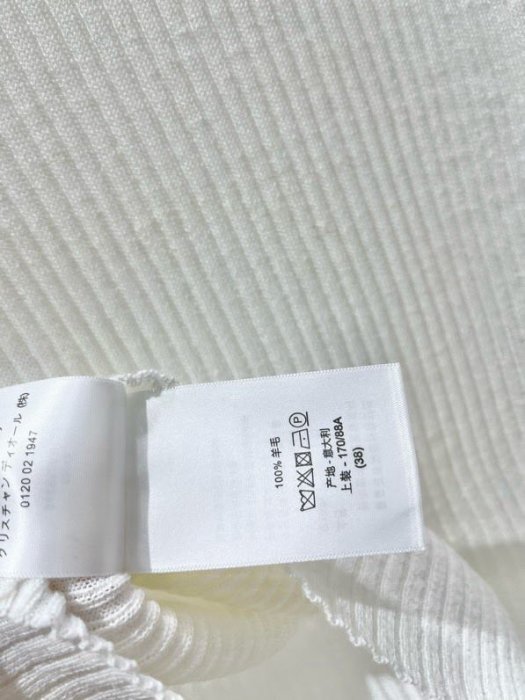 クリスチャン ディオール (株)
0120 02 1947
100% 羊毛
産地 - 意大利
上装 - 170/88A
(38)